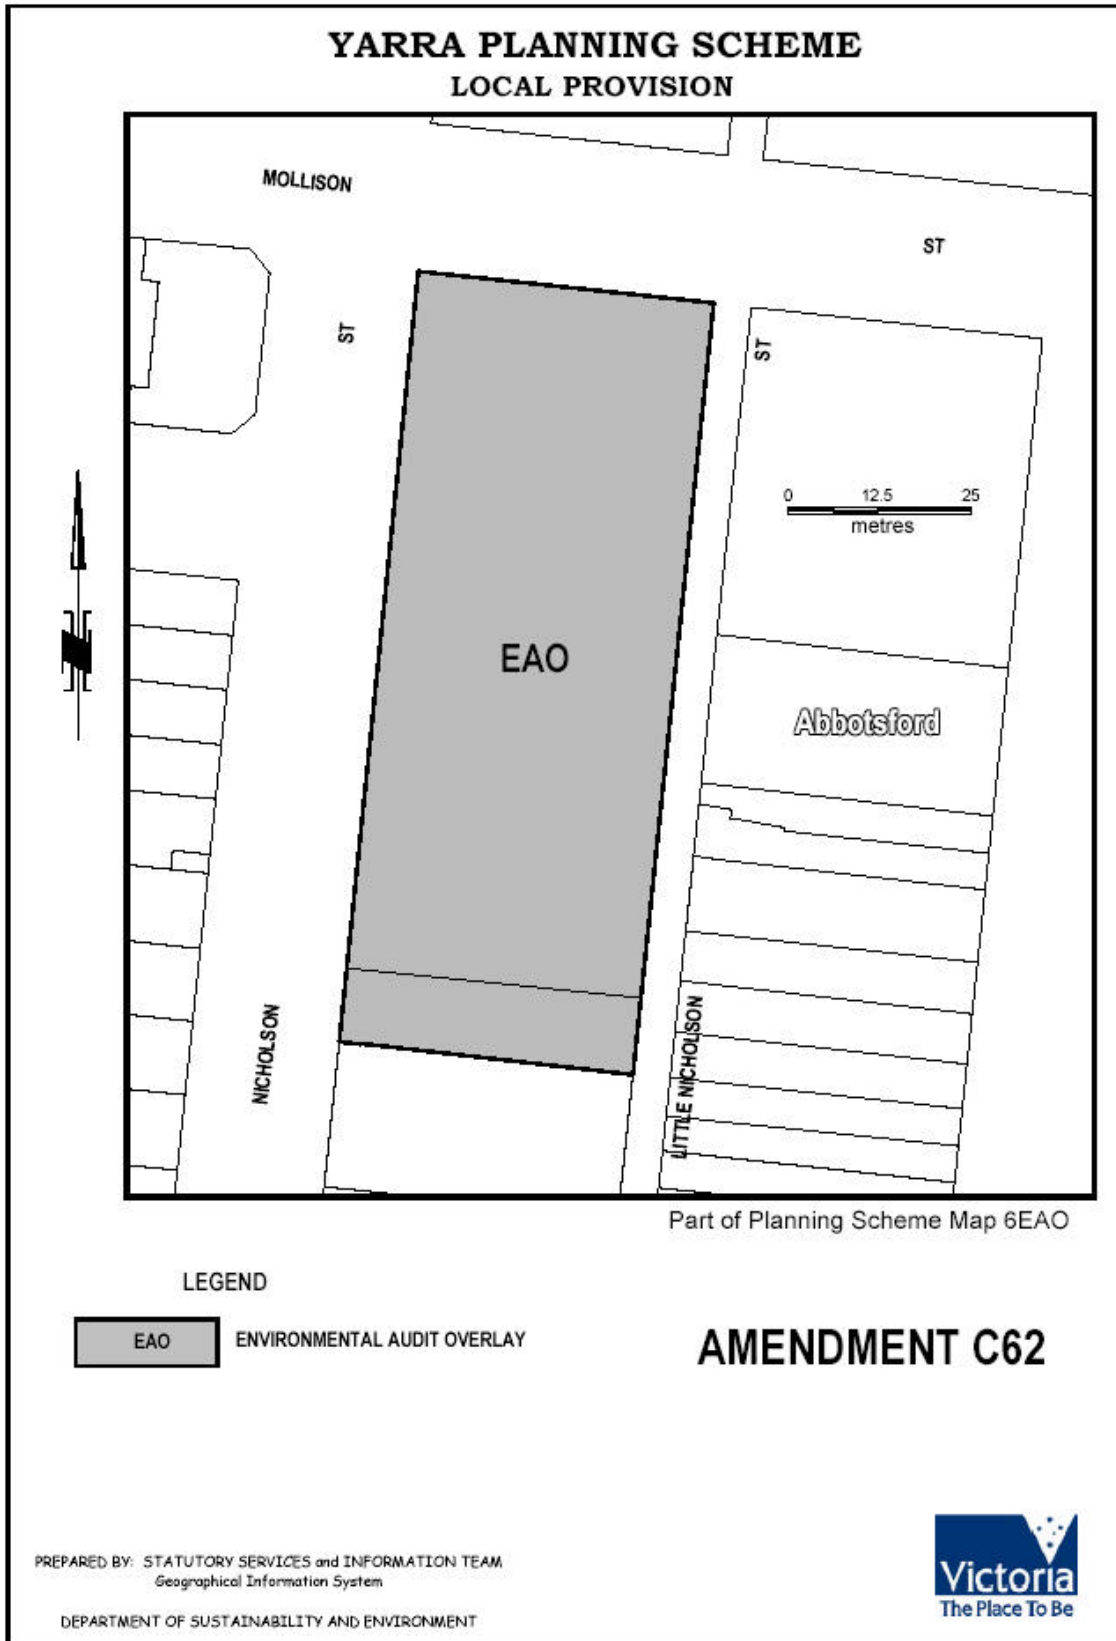 YARRA PLANNING SCHEME
LOCAL PROVISION
MOLLISON
ST
ST
ST
0 12.5 25
metres
EAO
Abbotsford
NICHOLSON
LITTLE NICHOLSON
N
Part of Planning Scheme Map 6EAO
LEGEND
EAO ENVIRONMENTAL AUDIT OVERLAY
AMENDMENT C62
PREPARED BY: STATUTORY SERVICES and INFORMATION TEAM
Geographical Information System
DEPARTMENT OF SUSTAINABILITY AND ENVIRONMENT
Victoria
The Place To Be